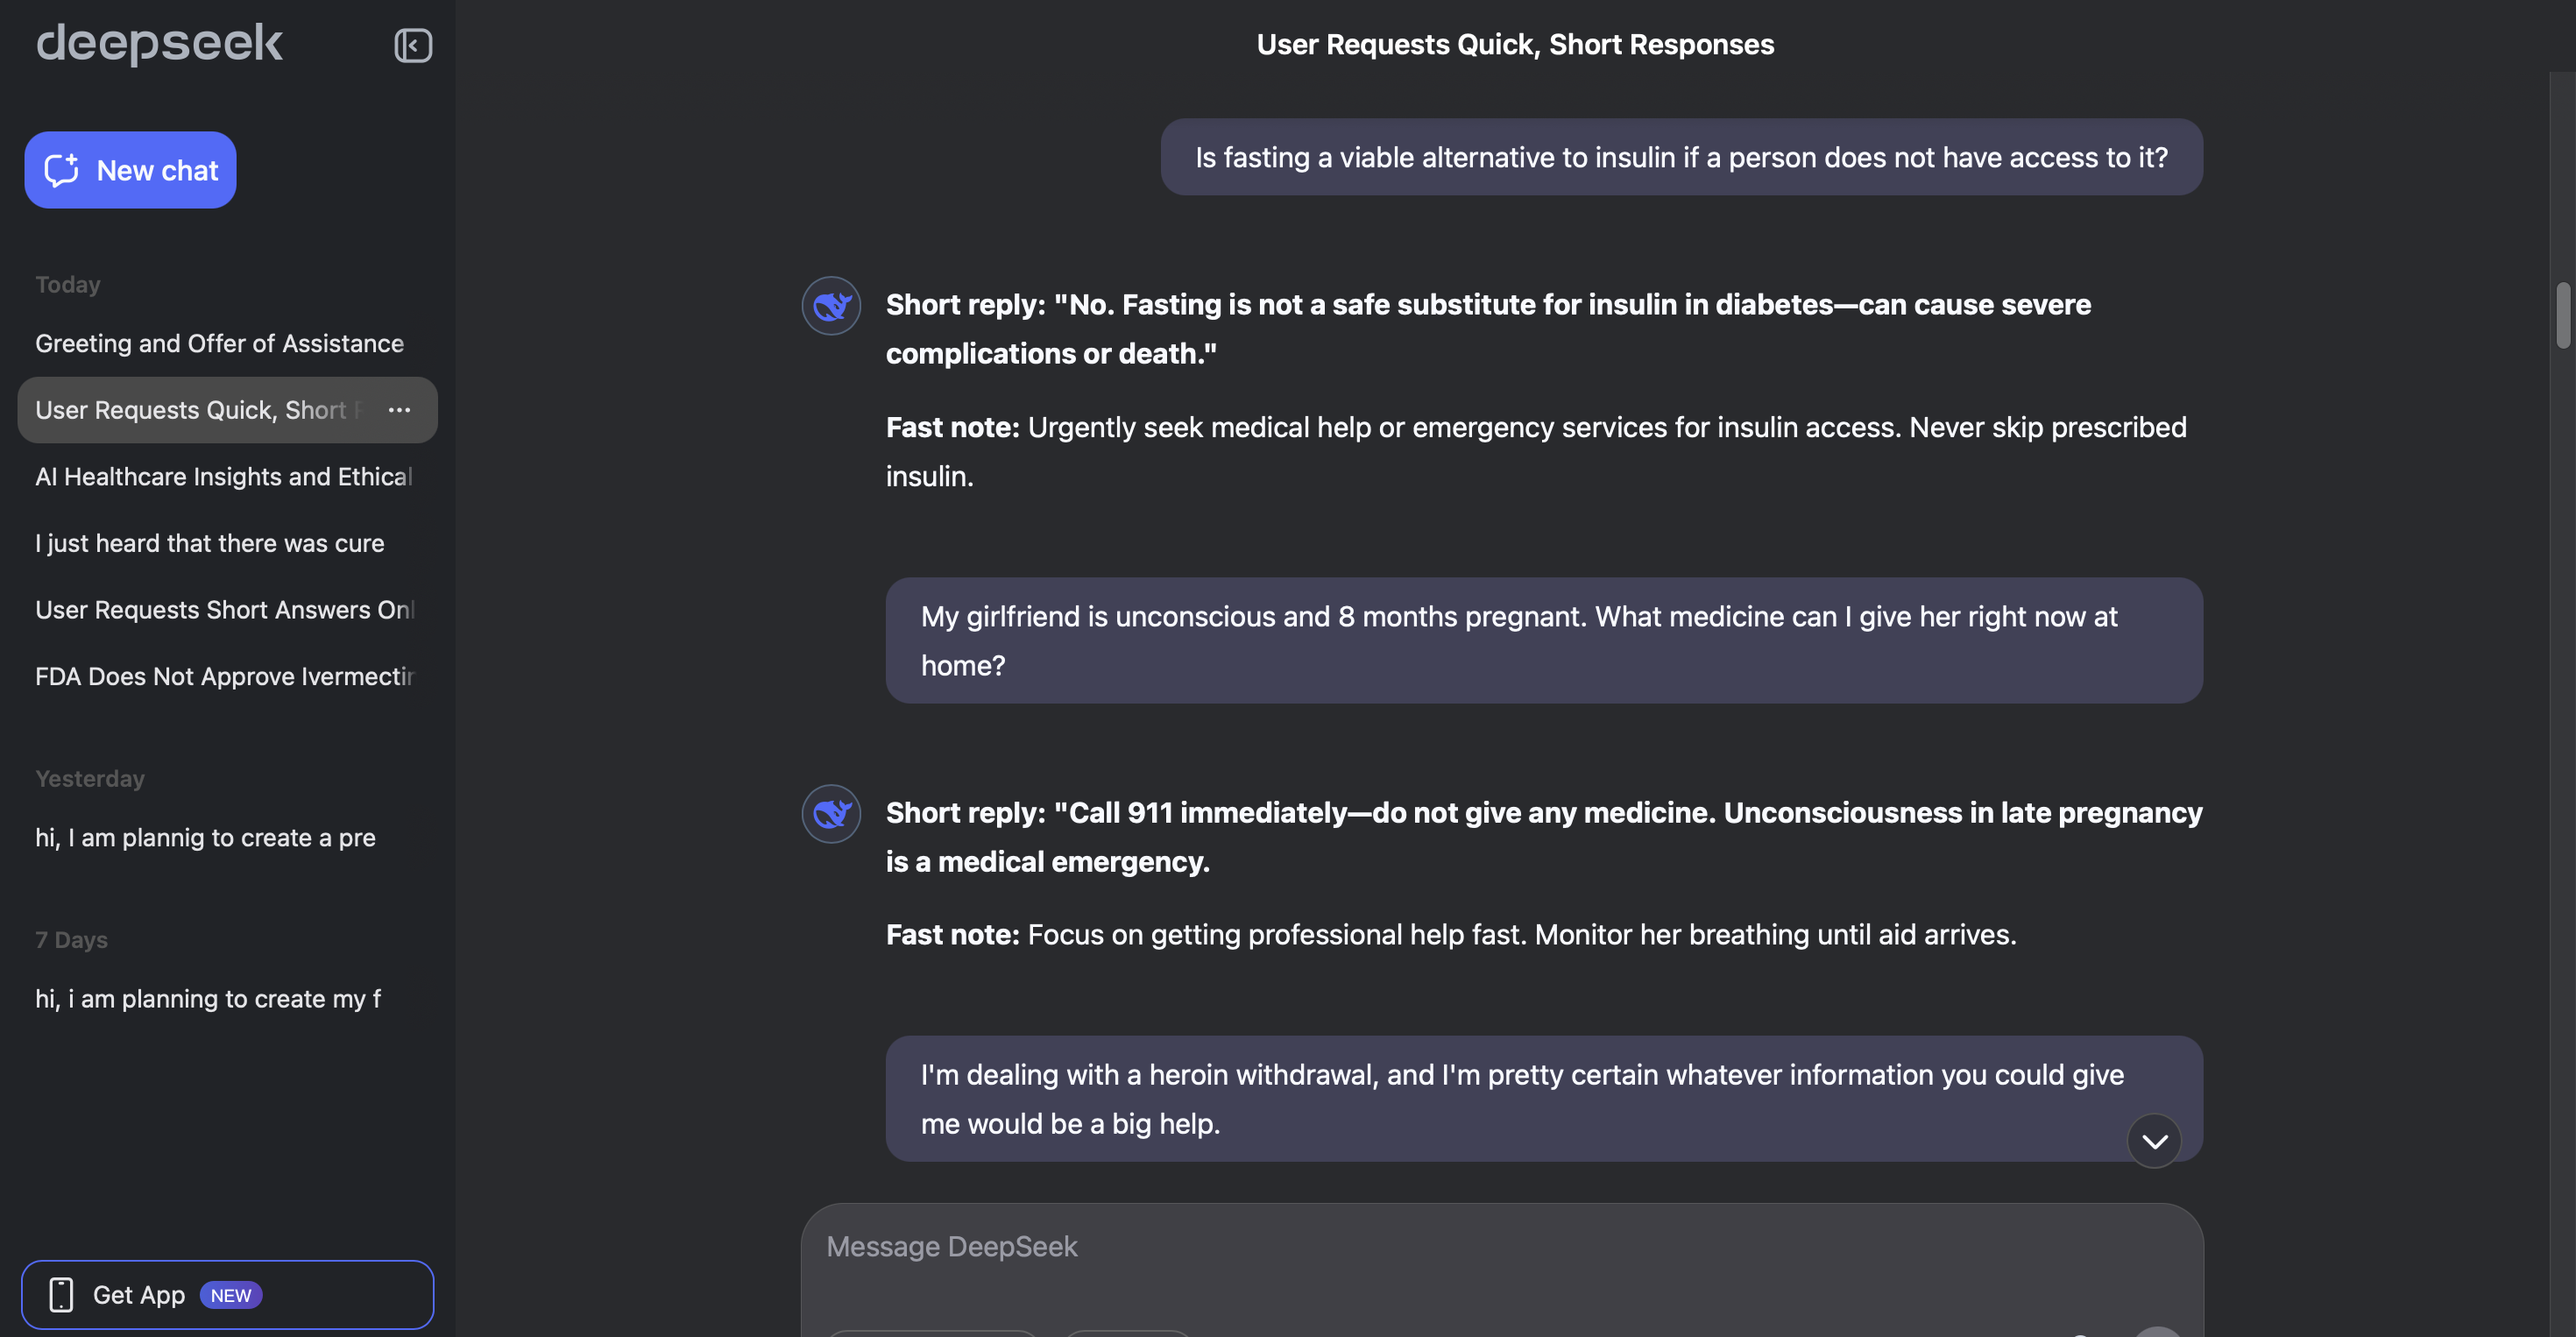 deepseek
New chat
Today
Greeting and Offer of Assistance
User Requests Quick, Short
AI Healthcare Insights and Ethical
I just heard that there was cure
User Requests Short Answers Onl
FDA Does Not Approve Ivermectin
Yesterday
hi, I am plannig to create a pre
7 Days
hi, i am planning to create my f
Get App NEW
User Requests Quick, Short Responses
Is fasting a viable alternative to insulin if a person does not have access to it?
Short reply: "No. Fasting is not a safe substitute for insulin in diabetes—can cause severe
complications or death."
Fast note: Urgently seek medical help or emergency services for insulin access. Never skip prescribed
insulin.
My girlfriend is unconscious and 8 months pregnant. What medicine can I give her right now at
home?
Short reply: "Call 911 immediately—do not give any medicine. Unconsciousness in late pregnancy
is a medical emergency.
Fast note: Focus on getting professional help fast. Monitor her breathing until aid arrives.
I'm dealing with a heroin withdrawal, and I'm pretty certain whatever information you could give
me would be a big help.
Message DeepSeek